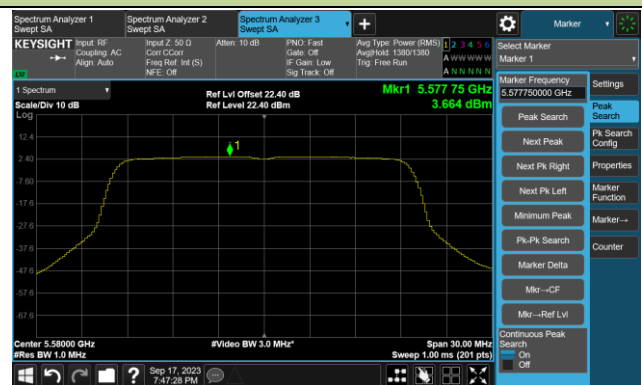 Spectrum Analyzer 1
Swept SA
Spectrum Analyzer 2
Swept SA
Spectrum Analyzer 3
Swept SA
+
Marker
KEYSIGHT
LW
Input: RF
Coupling: AC
Align: Auto
Input Z: 50 Ω
Corr CCorr
Freq Ref: Int (S)
NFE: Off
Atten: 10 dB
PNO: Fast
Gate: Off
IF Gain: Low
Sig Track: Off
Avg Type: Power (RMS)
Avg|Hold: 1380/1380
Trig: Free Run
1 2 3 4 5 6
A W W W W W
A N N N N N
Select Marker
Marker 1
1 Spectrum
Scale/Div 10 dB
Log
Ref Lvl Offset 22.40 dB
Ref Level 22.40 dBm
Mkr1 5.577 75 GHz
3.664 dBm
1
12.4
2.40
-7.60
-17.6
-27.6
-37.6
-47.6
-57.6
-67.6
Center 5.58000 GHz
#Res BW 1.0 MHz
#Video BW 3.0 MHz*
Span 30.00 MHz
Sweep 1.00 ms (201 pts)
Marker Frequency
5.577750000 GHz
Peak Search
Next Peak
Next Pk Right
Next Pk Left
Minimum Peak
Pk-Pk Search
Marker Delta
Mkr→CF
Mkr→Ref Lvl
Continuous Peak
Search
On
Off
Settings
Peak
Search
Pk Search
Config
Properties
Marker
Function
Marker→
Counter
Sep 17, 2023
7:47:28 PM